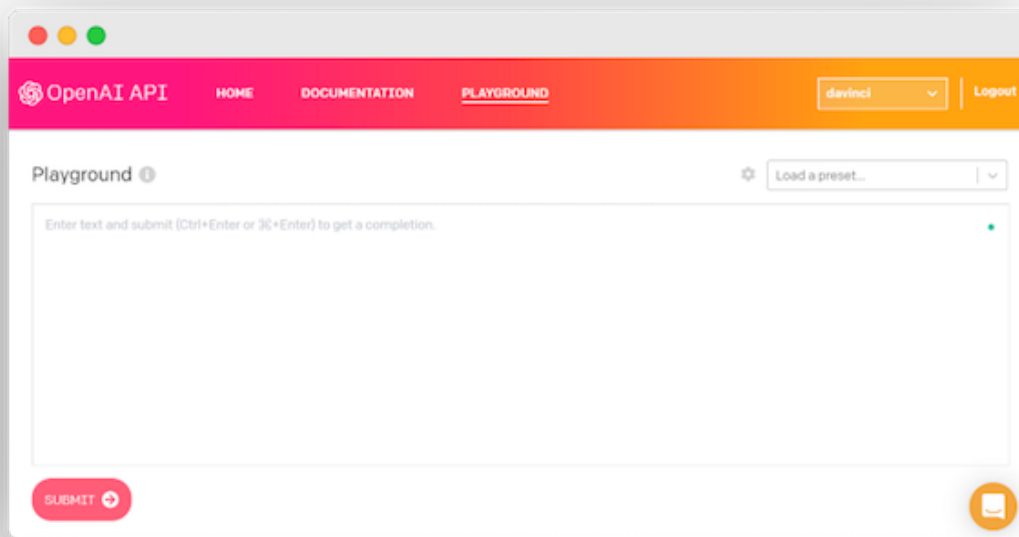 OpenAI API HOME DOCUMENTATION PLAYGROUND davinci Logout
Playground Load a preset...
Enter text and submit (Ctrl+Enter or ⌘+Enter) to get a completion.
SUBMIT